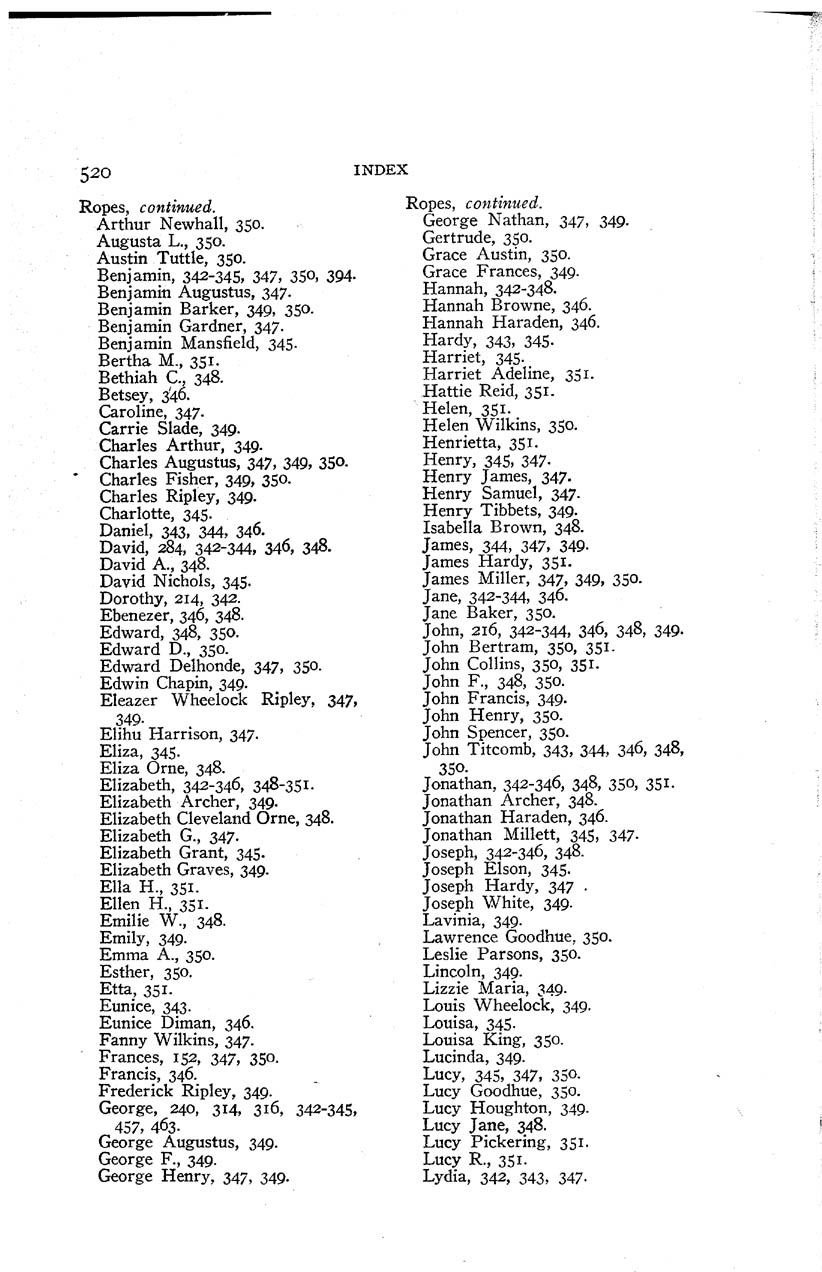 520
INDEX
Ropes, continued.
Arthur Newhall, 350.
Augusta L., 350.
Austin Tuttle, 350.
Benjamin, 342-345, 347, 350, 394.
Benjamin Augustus, 347.
Benjamin Barker, 349, 350.
Benjamin Gardner, 347.
Benjamin Mansfield, 345.
Bertha M., 351.
Bethiah C., 348.
Betsey, 346.
Caroline, 347.
Carrie Slade, 349.
Charles Arthur, 349.
Charles Augustus, 347, 349, 350.
Charles Fisher, 349, 350.
Charles Ripley, 349.
Charlotte, 345.
Daniel, 343, 344, 346.
David, 284, 342-344, 346, 348.
David A., 348.
David Nichols, 345.
Dorothy, 214, 342.
Ebenezer, 346, 348.
Edward, 348, 350.
Edward D., 350.
Edward Delhonde, 347, 350.
Edwin Chapin, 349.
Eleazer Wheelock Ripley, 347,
349.
Elihu Harrison, 347.
Eliza, 345.
Eliza Orne, 348.
Elizabeth, 342-346, 348-351.
Elizabeth Archer, 349.
Elizabeth Cleveland Orne, 348.
Elizabeth G., 347.
Elizabeth Grant, 345.
Elizabeth Graves, 349.
Ella H., 351.
Ellen H., 351.
Emilie W., 348.
Emily, 349.
Emma A., 350.
Esther, 350.
Etta, 351.
Eunice, 343.
Eunice Diman, 346.
Fanny Wilkins, 347.
Frances, 152, 347, 350.
Francis, 346.
Frederick Ripley, 349.
George, 240, 314, 316, 342-345,
457, 463.
George Augustus, 349.
George F., 349.
George Henry, 347, 349.
Ropes, continued.
George Nathan, 347, 349.
Gertrude, 350.
Grace Austin, 350.
Grace Frances, 349.
Hannah, 342-348.
Hannah Browne, 346.
Hannah Haraden, 346.
Hardy, 343, 345.
Harriet, 345.
Harriet Adeline, 351.
Hattie Reid, 351.
Helen, 351.
Helen Wilkins, 350.
Henrietta, 351.
Henry, 345, 347.
Henry James, 347.
Henry Samuel, 347.
Henry Tibbets, 349.
Isabella Brown, 348.
James, 344, 347, 349.
James Hardy, 351.
James Miller, 347, 349, 350.
Jane, 342-344, 346.
Jane Baker, 350.
John, 216, 342-344, 346, 348, 349.
John Bertram, 350, 351.
John Collins, 350, 351.
John F., 348, 350.
John Francis, 349.
John Henry, 350.
John Spencer, 350.
John Titcomb, 343, 344, 346, 348,
350.
Jonathan, 342-346, 348, 350, 351.
Jonathan Archer, 348.
Jonathan Haraden, 346.
Jonathan Millett, 345, 347.
Joseph, 342-346, 348.
Joseph Elson, 345.
Joseph Hardy, 347 .
Joseph White, 349.
Lavinia, 349.
Lawrence Goodhue, 350.
Leslie Parsons, 350.
Lincoln, 349.
Lizzie Maria, 349.
Louis Wheelock, 349.
Louisa, 345.
Louisa King, 350.
Lucinda, 349.
Lucy, 345, 347, 350.
Lucy Goodhue, 350.
Lucy Houghton, 349.
Lucy Jane, 348.
Lucy Pickering, 351.
Lucy R., 351.
Lydia, 342, 343, 347.